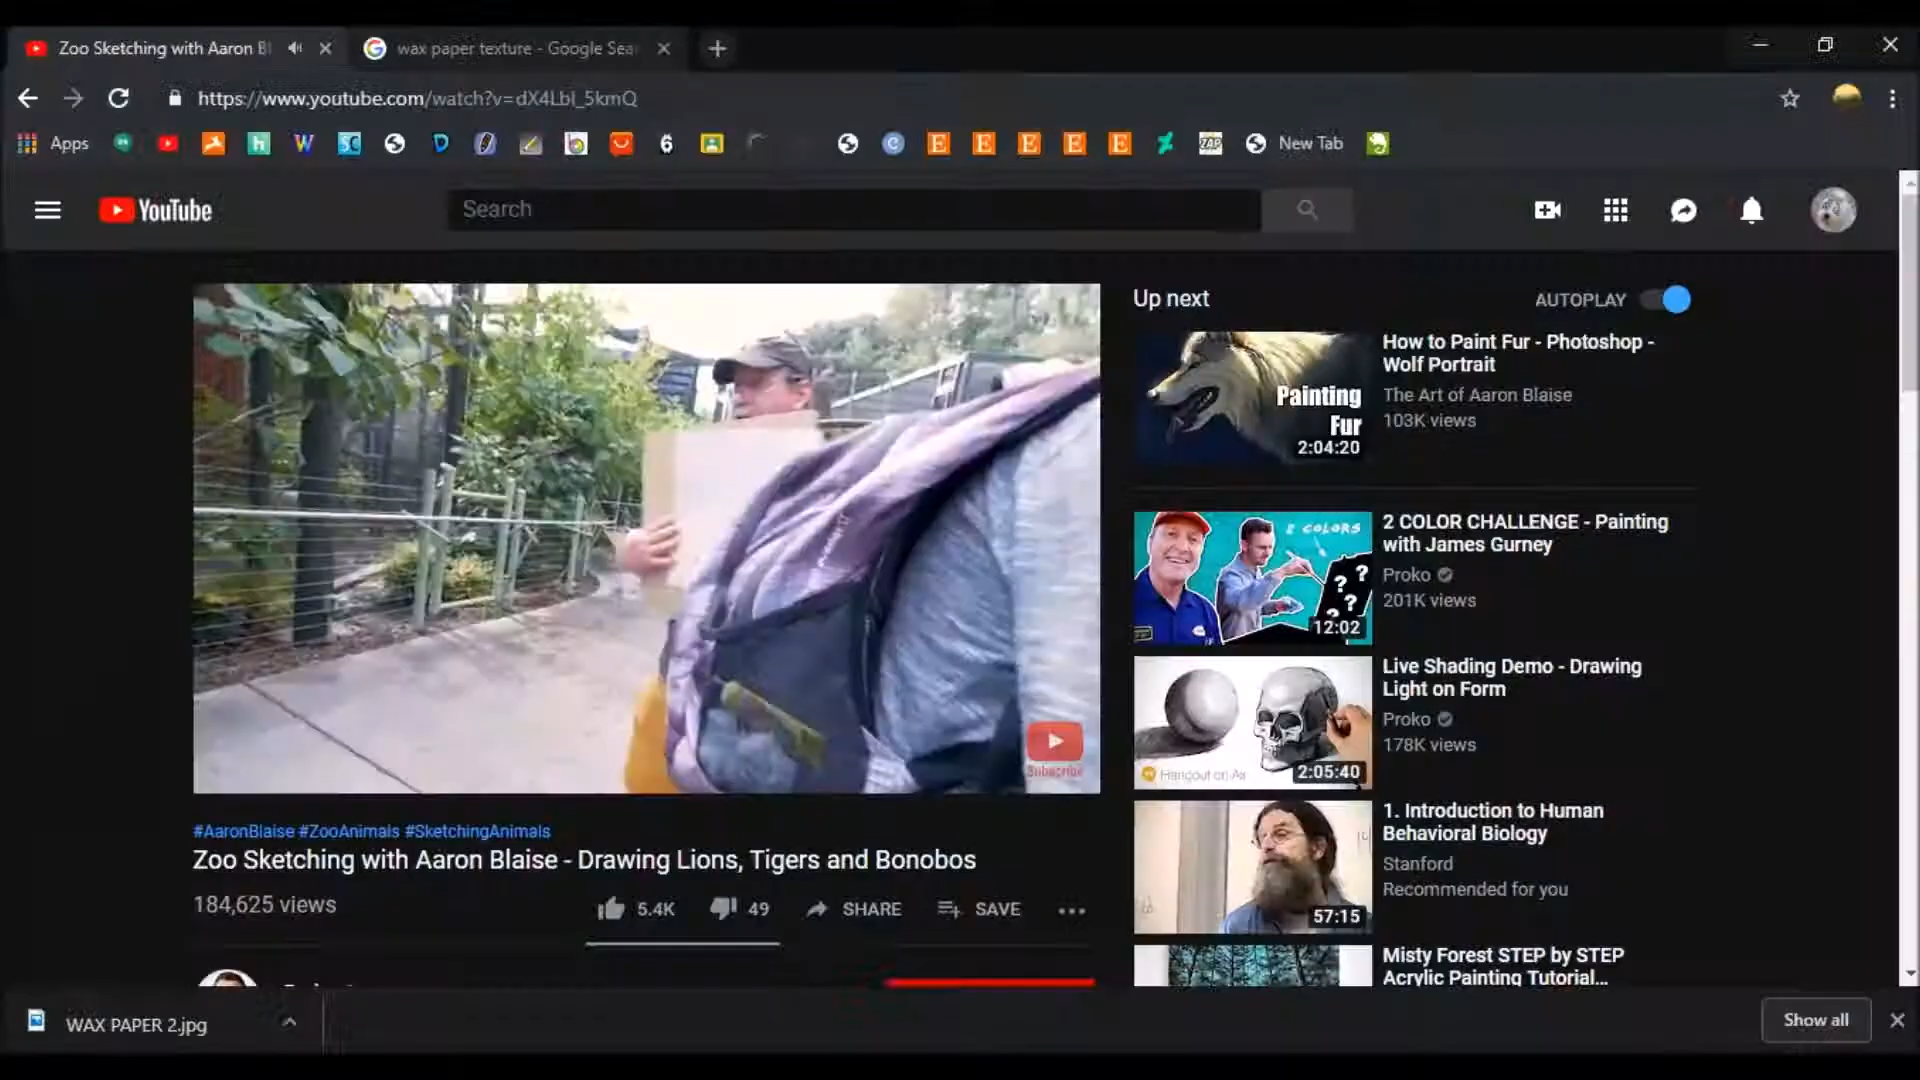 Zoo Sketching with Aaron Bl
wax paper texture - Google Sea
https://www.youtube.com/watch?v=dX4Lbl_5kmQ
Apps
New Tab
YouTube
Search
Up next
AUTOPLAY
Painting
Fur
2:04:20
How to Paint Fur - Photoshop -
Wolf Portrait
The Art of Aaron Blaise
103K views
2 COLORS
12:02
2 COLOR CHALLENGE - Painting
with James Gurney
Proko
201K views
Hangout on Air
2:05:40
Live Shading Demo - Drawing
Light on Form
Proko
178K views
57:15
1. Introduction to Human
Behavioral Biology
Stanford
Recommended for you
Misty Forest STEP by STEP
Acrylic Painting Tutorial...
Subscribe
#AaronBlaise #ZooAnimals #SketchingAnimals
Zoo Sketching with Aaron Blaise - Drawing Lions, Tigers and Bonobos
184,625 views
5.4K
49
SHARE
SAVE
WAX PAPER 2.jpg
Show all